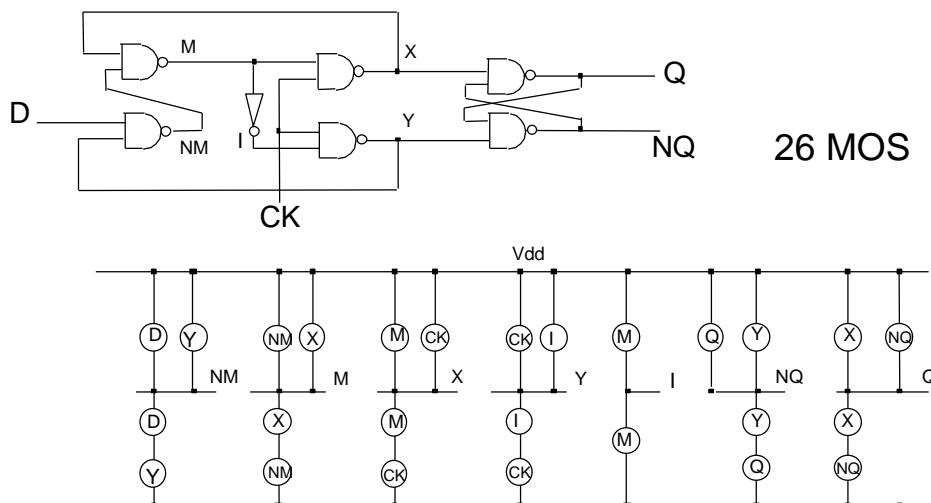 M
X
Q
D
NM
I
Y
NQ
26 MOS
CK
Vdd
D Y NM X M CK CK I M Q Y X NQ
NM M X Y I NQ Q
D X M I M Y X
Y NM CK CK Q NQ